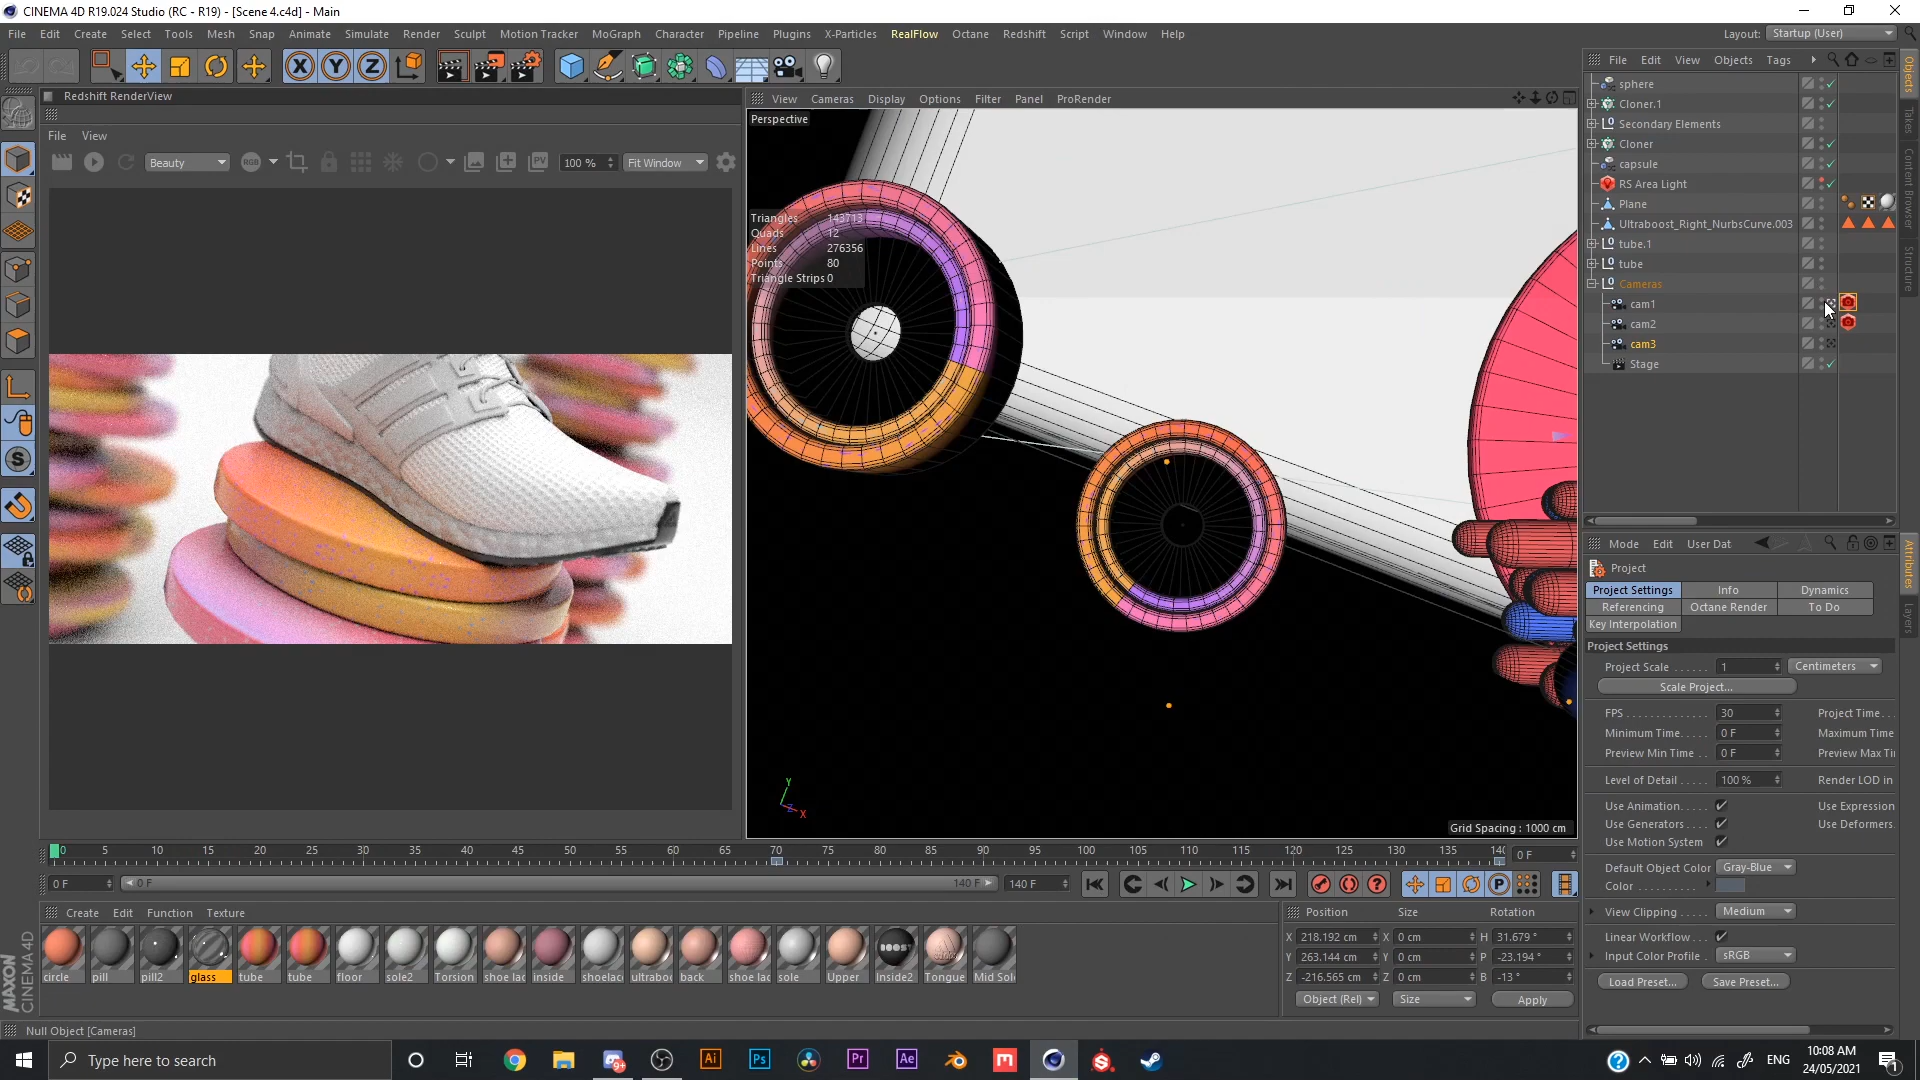 CINEMA 4D R19.024 Studio (RC - R19) - [Scene 4.c4d] - Main
File Edit Create Select Tools Mesh Snap Animate Simulate Render Sculpt Motion Tracker MoGraph Character Pipeline Plugins X-Particles RealFlow Octane Redshift Script Window Help
Layout: Startup (User)
Redshift RenderView
File View
Beauty RGB PV 100 % Fit Window
View Cameras Display Options Filter Panel ProRender
Perspective
Triangles 143713
Quads 12
Lines 276356
Points 80
Triangle Strips 0
Y
Z
X
Grid Spacing : 1000 cm
File Edit View Objects Tags
sphere
Cloner.1
Secondary Elements
Cloner
capsule
RS Area Light
Plane
Ultraboost_Right_NurbsCurve.003
tube.1
tube
Cameras
cam1
cam2
cam3
Stage
Objects
Takes
Content Browser
Structure
Mode Edit User Dat
Project
Project Settings Info Dynamics
Referencing Octane Render To Do
Key Interpolation
Project Settings
Project Scale 1 Centimeters
Scale Project...
FPS 30 Project Time
Minimum Time 0 F Maximum Time
Preview Min Time 0 F Preview Max Ti
Level of Detail 100 % Render LOD in
Use Animation Use Expression
Use Generators Use Deformers
Use Motion System
Default Object Color Gray-Blue
Color
View Clipping Medium
Linear Workflow
Input Color Profile sRGB
Load Preset... Save Preset...
Attributes
Layers
0 5 10 15 20 25 30 35 40 45 50 55 60 65 70 75 80 85 90 95 100 105 110 115 120 125 130 135 140 0 F
0 F 0 F 140 F 140 F
Create Edit Function Texture
circle pill pill2 glass tube tube floor sole2 Torsion shoe lac inside shoelac ultraboo back shoe lac sole Upper Inside2 Tongue Mid Sol
Position Size Rotation
X 218.192 cm X 0 cm H 31.679 °
Y 263.144 cm Y 0 cm P -23.194 °
Z -216.565 cm Z 0 cm B -13 °
Object (Rel) Size Apply
MAXON
CINEMA 4D
Null Object [Cameras]
Type here to search
Ai Ps Pr Ae
ENG
10:08 AM
24/05/2021